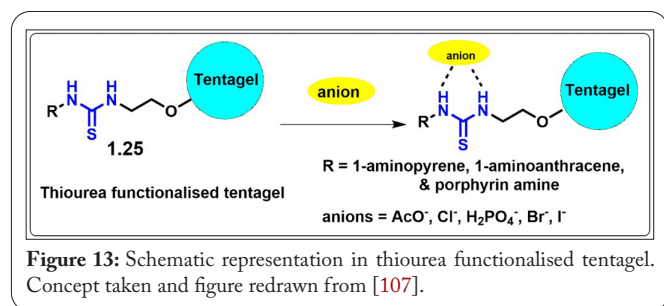 anion
Tentagel
Tentagel
H H
R N N O
S
1.25
anion
H H
R N N O
S
Thiourea functionalised tentagel
R = 1-aminopyrene, 1-aminoanthracene,
& porphyrin amine
anions = AcO⁻, Cl⁻, H₂PO₄⁻, Br⁻, I⁻
Figure 13: Schematic representation in thiourea functionalised tentagel.
Concept taken and figure redrawn from [107].